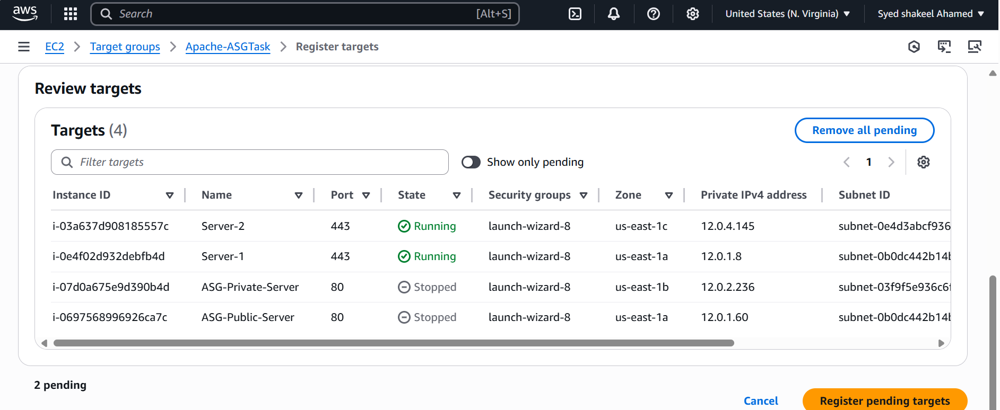 aws Search [Alt+S] United States (N. Virginia) Syed shakeel Ahamed
EC2 Target groups Apache-ASGTask Register targets
Review targets
Targets (4) Remove all pending
Filter targets Show only pending 1
Instance ID Name Port State Security groups Zone Private IPv4 address Subnet ID
i-03a637d908185557c Server-2 443 Running launch-wizard-8 us-east-1c 12.0.4.145 subnet-0e4d3abcf936
i-0e4f02d932debfb4d Server-1 443 Running launch-wizard-8 us-east-1a 12.0.1.8 subnet-0b0dc442b14b
i-07d0a675e9d390b4d ASG-Private-Server 80 Stopped launch-wizard-8 us-east-1b 12.0.2.236 subnet-03f9f5e936c6f
i-0697568996926ca7c ASG-Public-Server 80 Stopped launch-wizard-8 us-east-1a 12.0.1.60 subnet-0b0dc442b14b
2 pending
Cancel Register pending targets